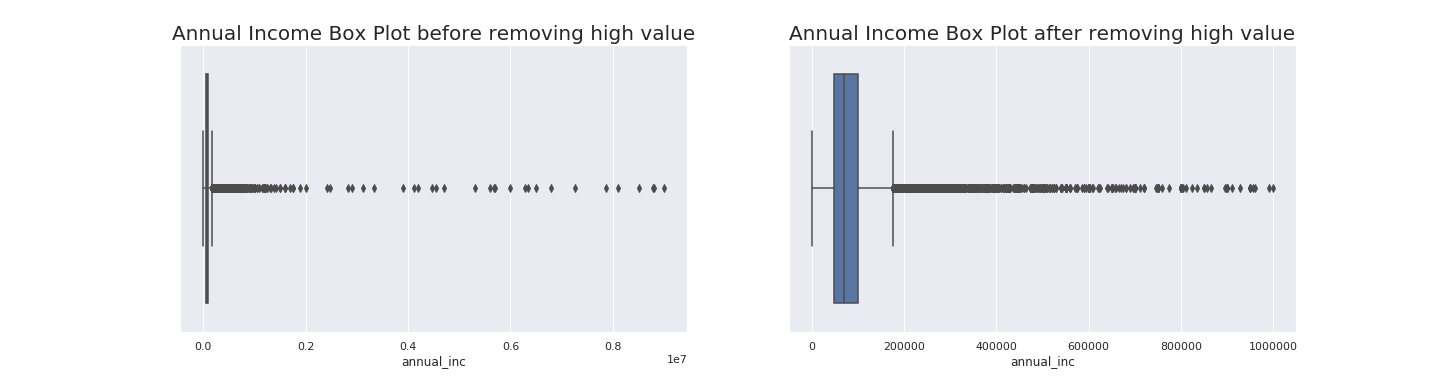 Annual Income Box Plot before removing high value
0.0 0.2 0.4 0.6 0.8
1e7
annual_inc
Annual Income Box Plot after removing high value
0 200000 400000 600000 800000 1000000
annual_inc